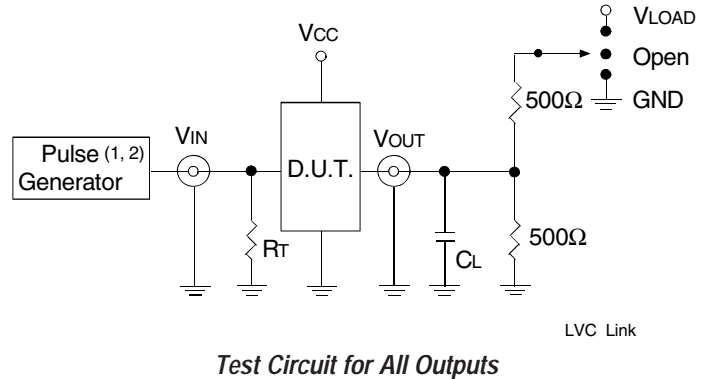 VLOAD
VCC
Open
500Ω
GND
VIN
VOUT
Pulse (1, 2)
Generator
D.U.T.
RT
CL
500Ω
LVC Link
Test Circuit for All Outputs